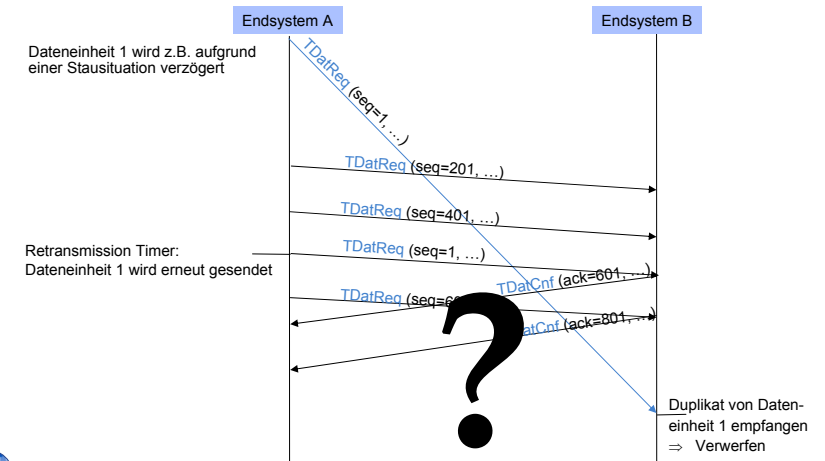 Endsystem A
Endsystem B
Dateneinheit 1 wird z.B. aufgrund
einer Stausituation verzögert
TDatReq (seq=1, …)
TDatReq (seq=201, …)
TDatReq (seq=401, …)
Retransmission Timer:
Dateneinheit 1 wird erneut gesendet
TDatReq (seq=1, …)
TDatCnf (ack=601, …)
TDatReq
(ack=801, …)
?
Duplikat von Daten-
einheit 1 empfangen
⇒ Verwerfen